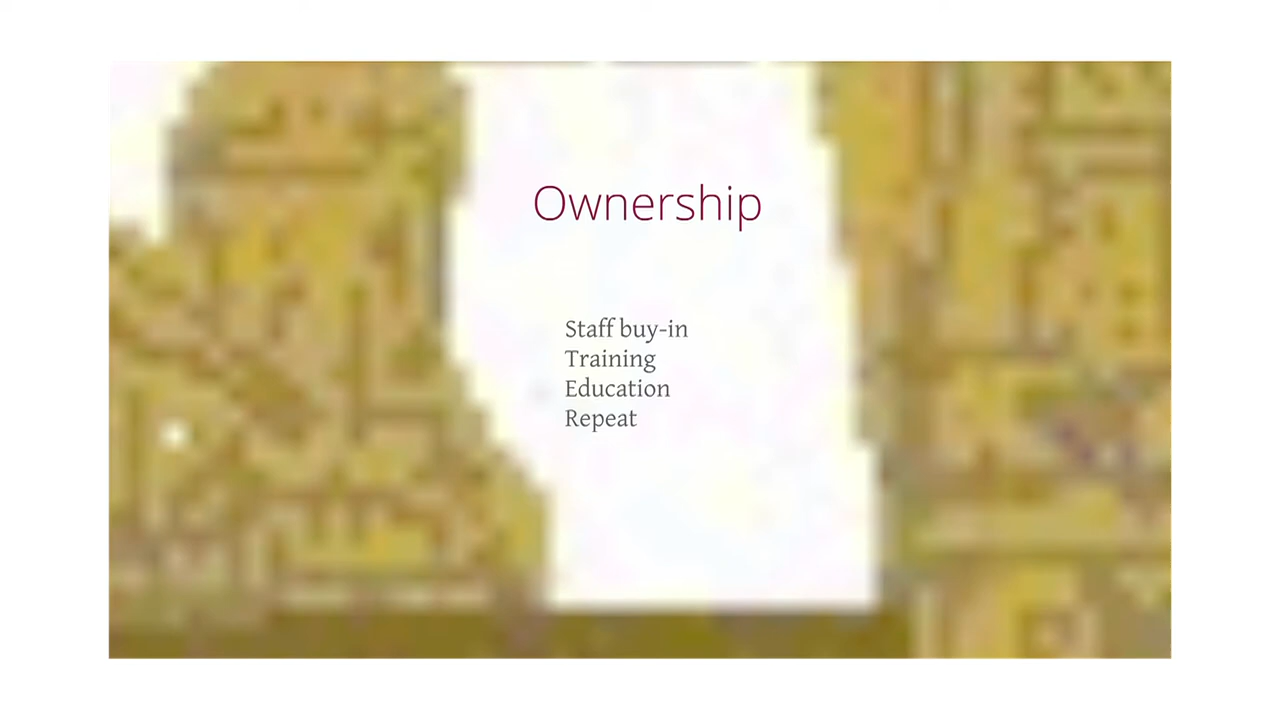 Ownership
Staff buy-in
Training
Education
Repeat